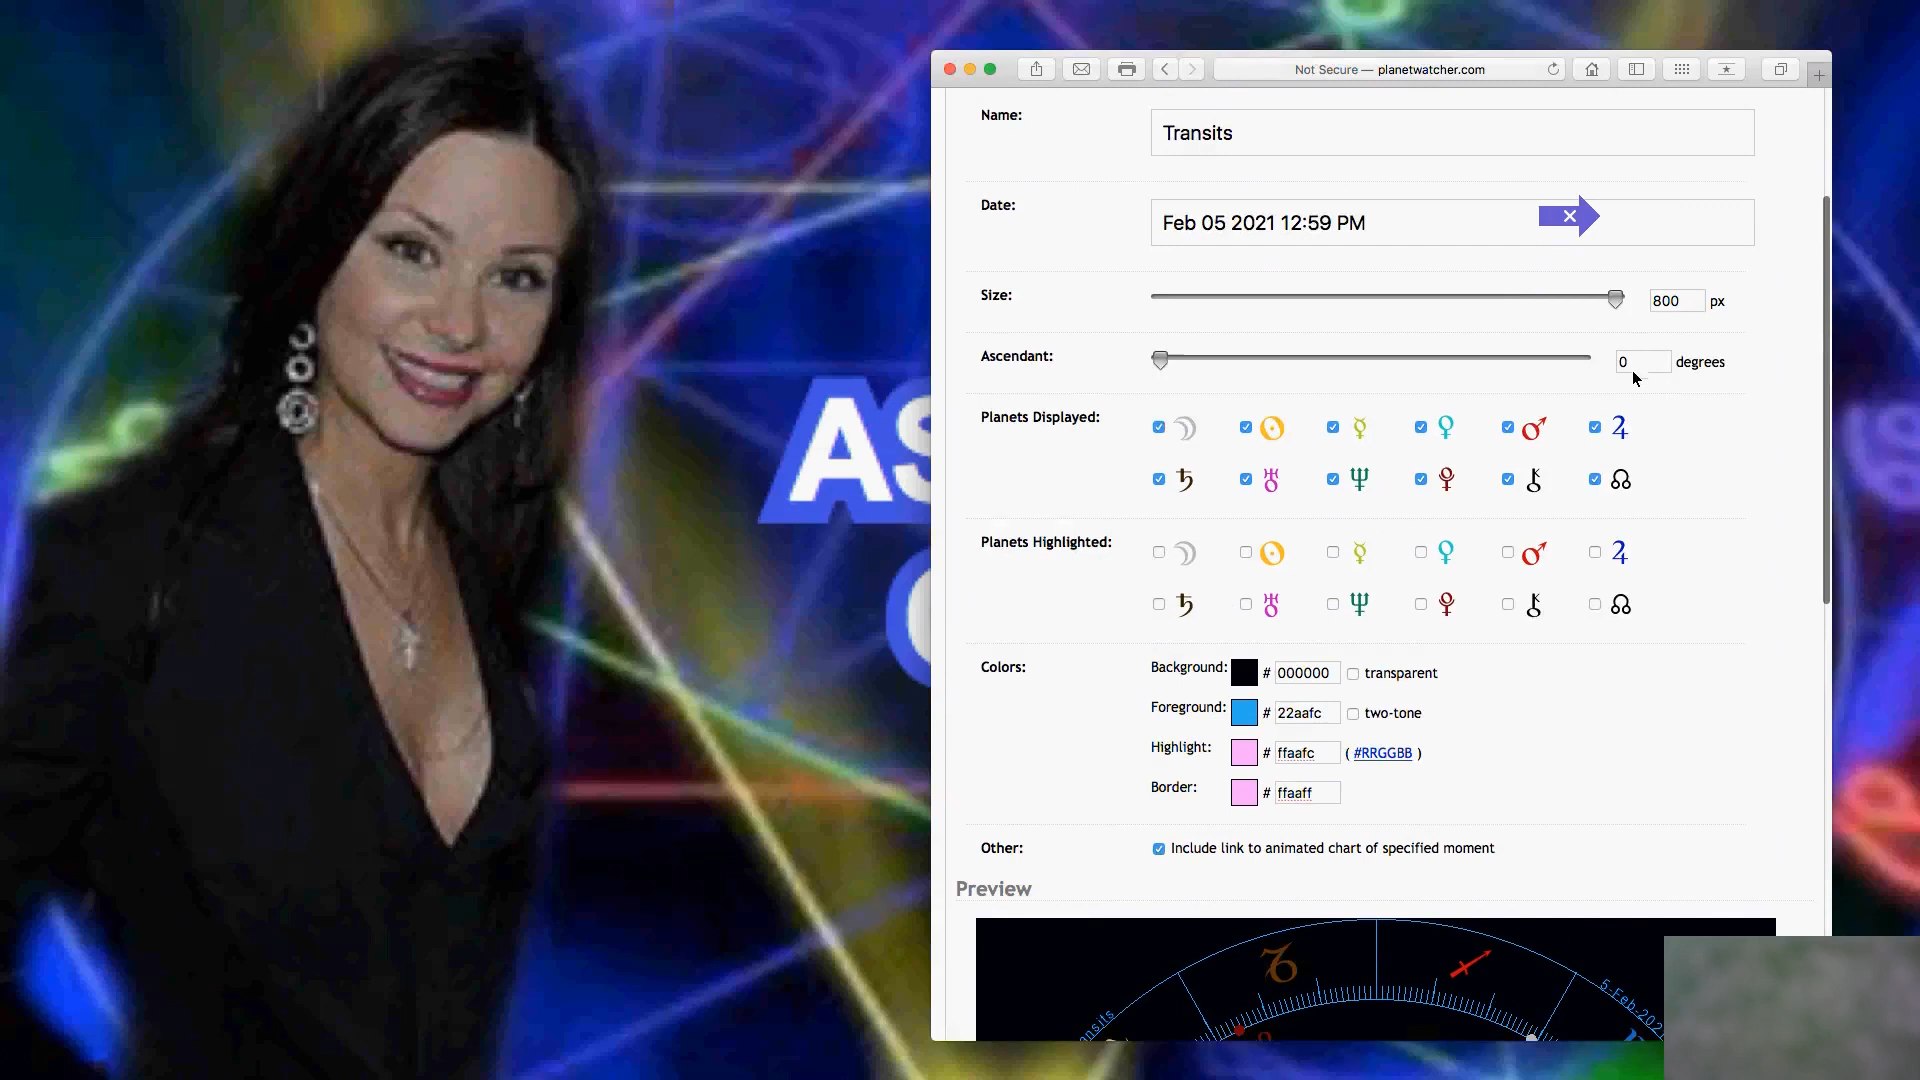 Not Secure — planetwatcher.com
Name:
Transits
Date:
Feb 05 2021 12:59 PM
Size:
800 px
Ascendant:
0 degrees
Planets Displayed:
Planets Highlighted:
Colors:
Background: # 000000 transparent
Foreground: # 22aafc two-tone
Highlight: # ffaafc ( #RRGGBB )
Border: # ffaaff
Other:
Include link to animated chart of specified moment
Preview
AS